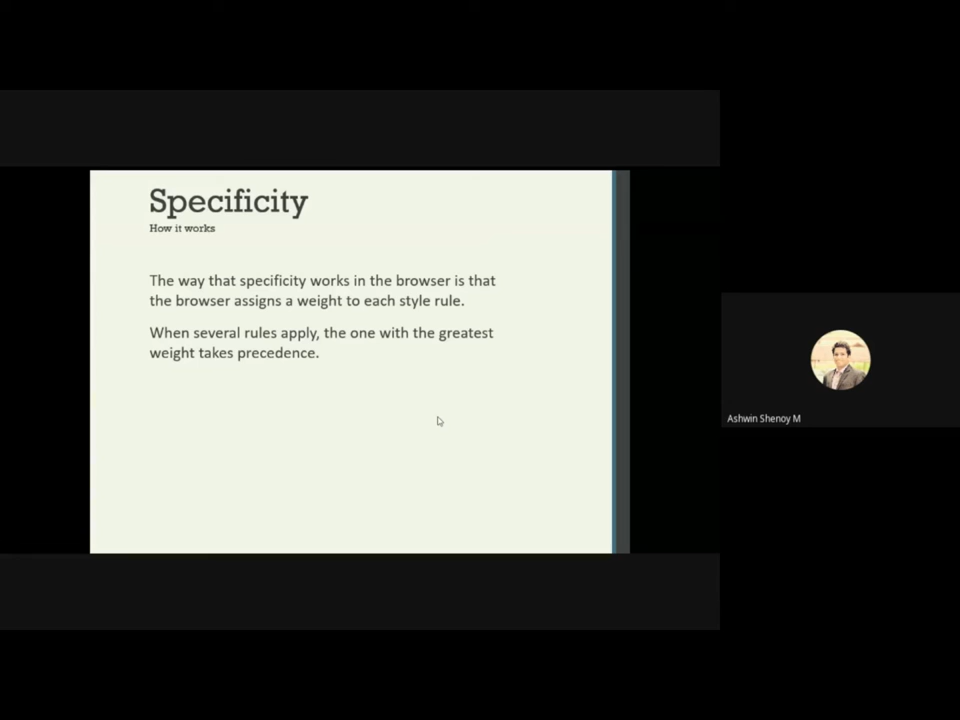 Specificity
How it works
The way that specificity works in the browser is that
the browser assigns a weight to each style rule.
When several rules apply, the one with the greatest
weight takes precedence.
Ashwin Shenoy M